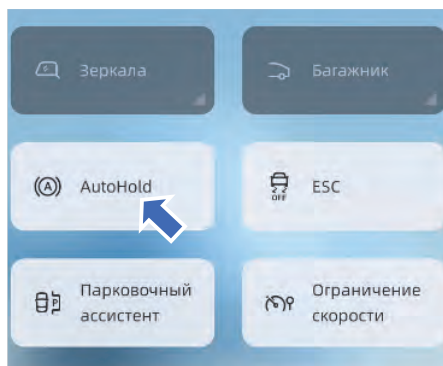 Зеркала
Багажник
AutoHold
OFF
ESC
Парковочный
ассистент
Ограничение
скорости